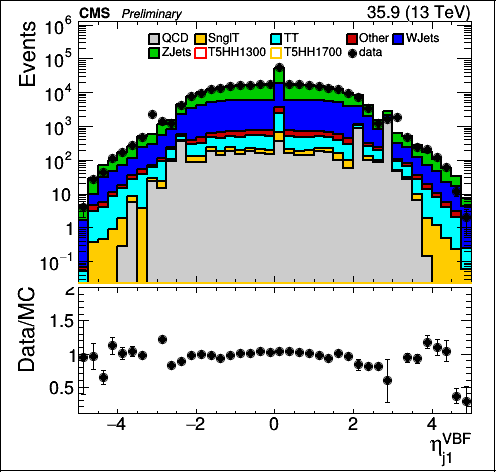 CMS Preliminary 35.9 (13 TeV)
QCD SnglT TT Other WJets
ZJets T5HH1300 T5HH1700 data
Events
10^6
10^5
10^4
10^3
10^2
10
1
10^−1
Data/MC
2
1.5
1
0.5
−4 −2 0 2 4
η_j1^VBF